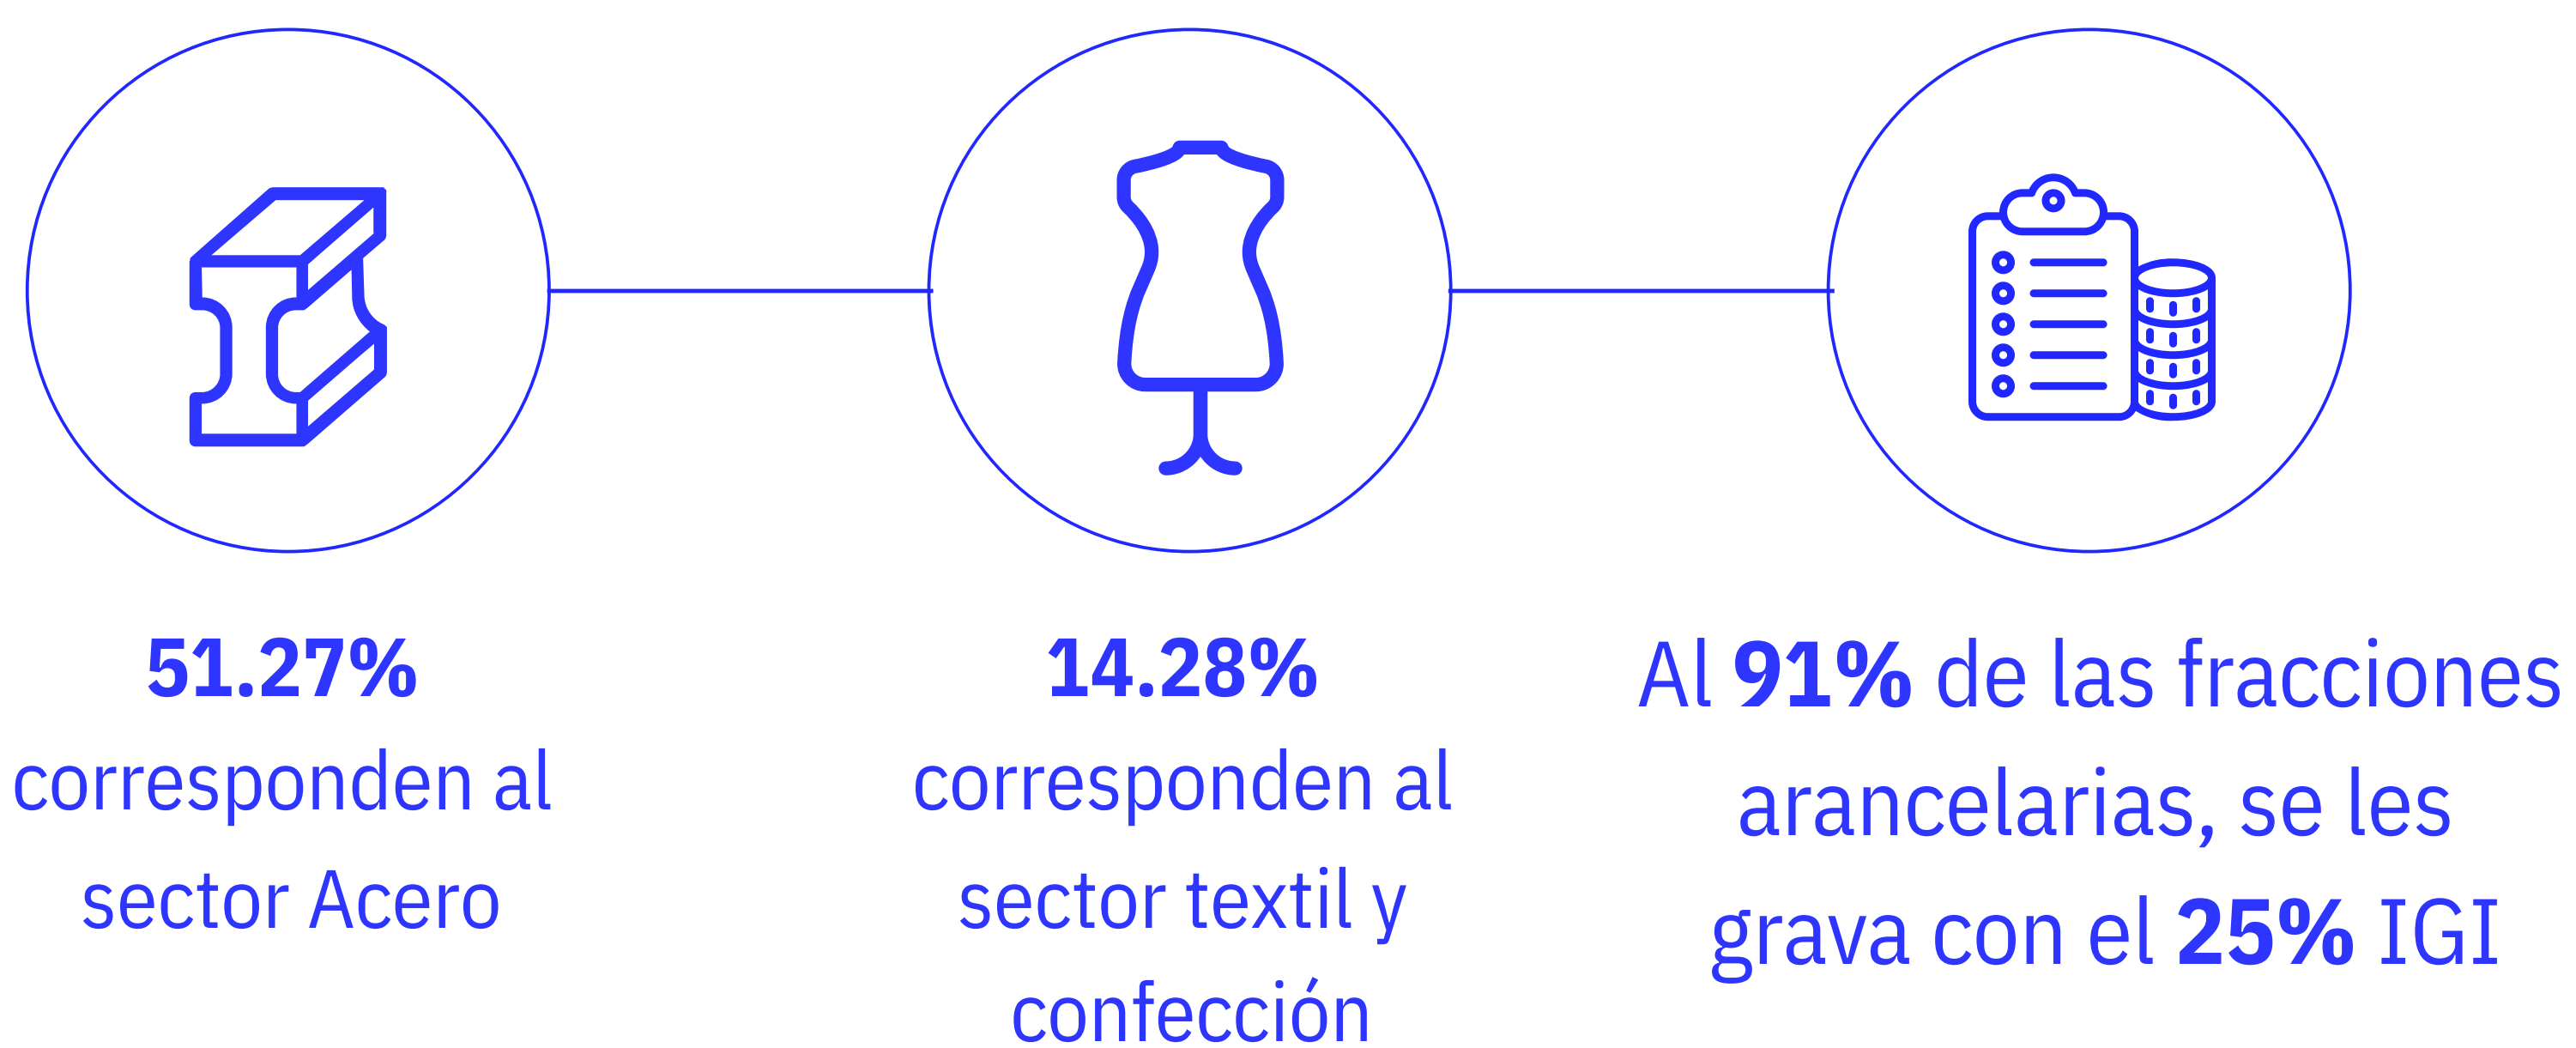 51.27%
corresponden al
sector Acero
14.28%
corresponden al
sector textil y
confección
Al 91% de las fracciones
arancelarias, se les
grava con el 25% IGI